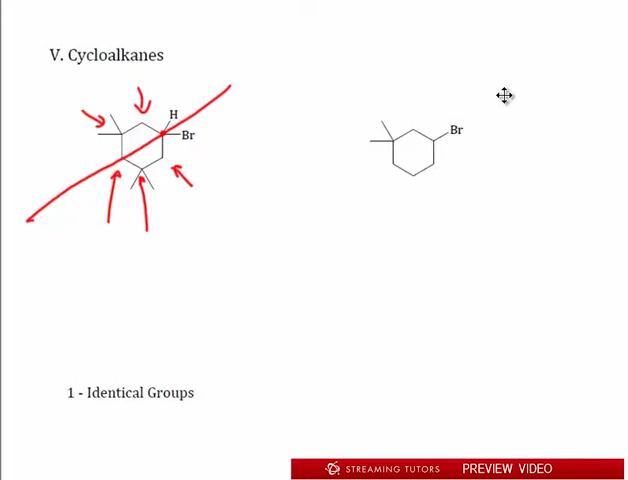 V. Cycloalkanes
H
Br
Br
1 - Identical Groups
STREAMING TUTORS PREVIEW VIDEO